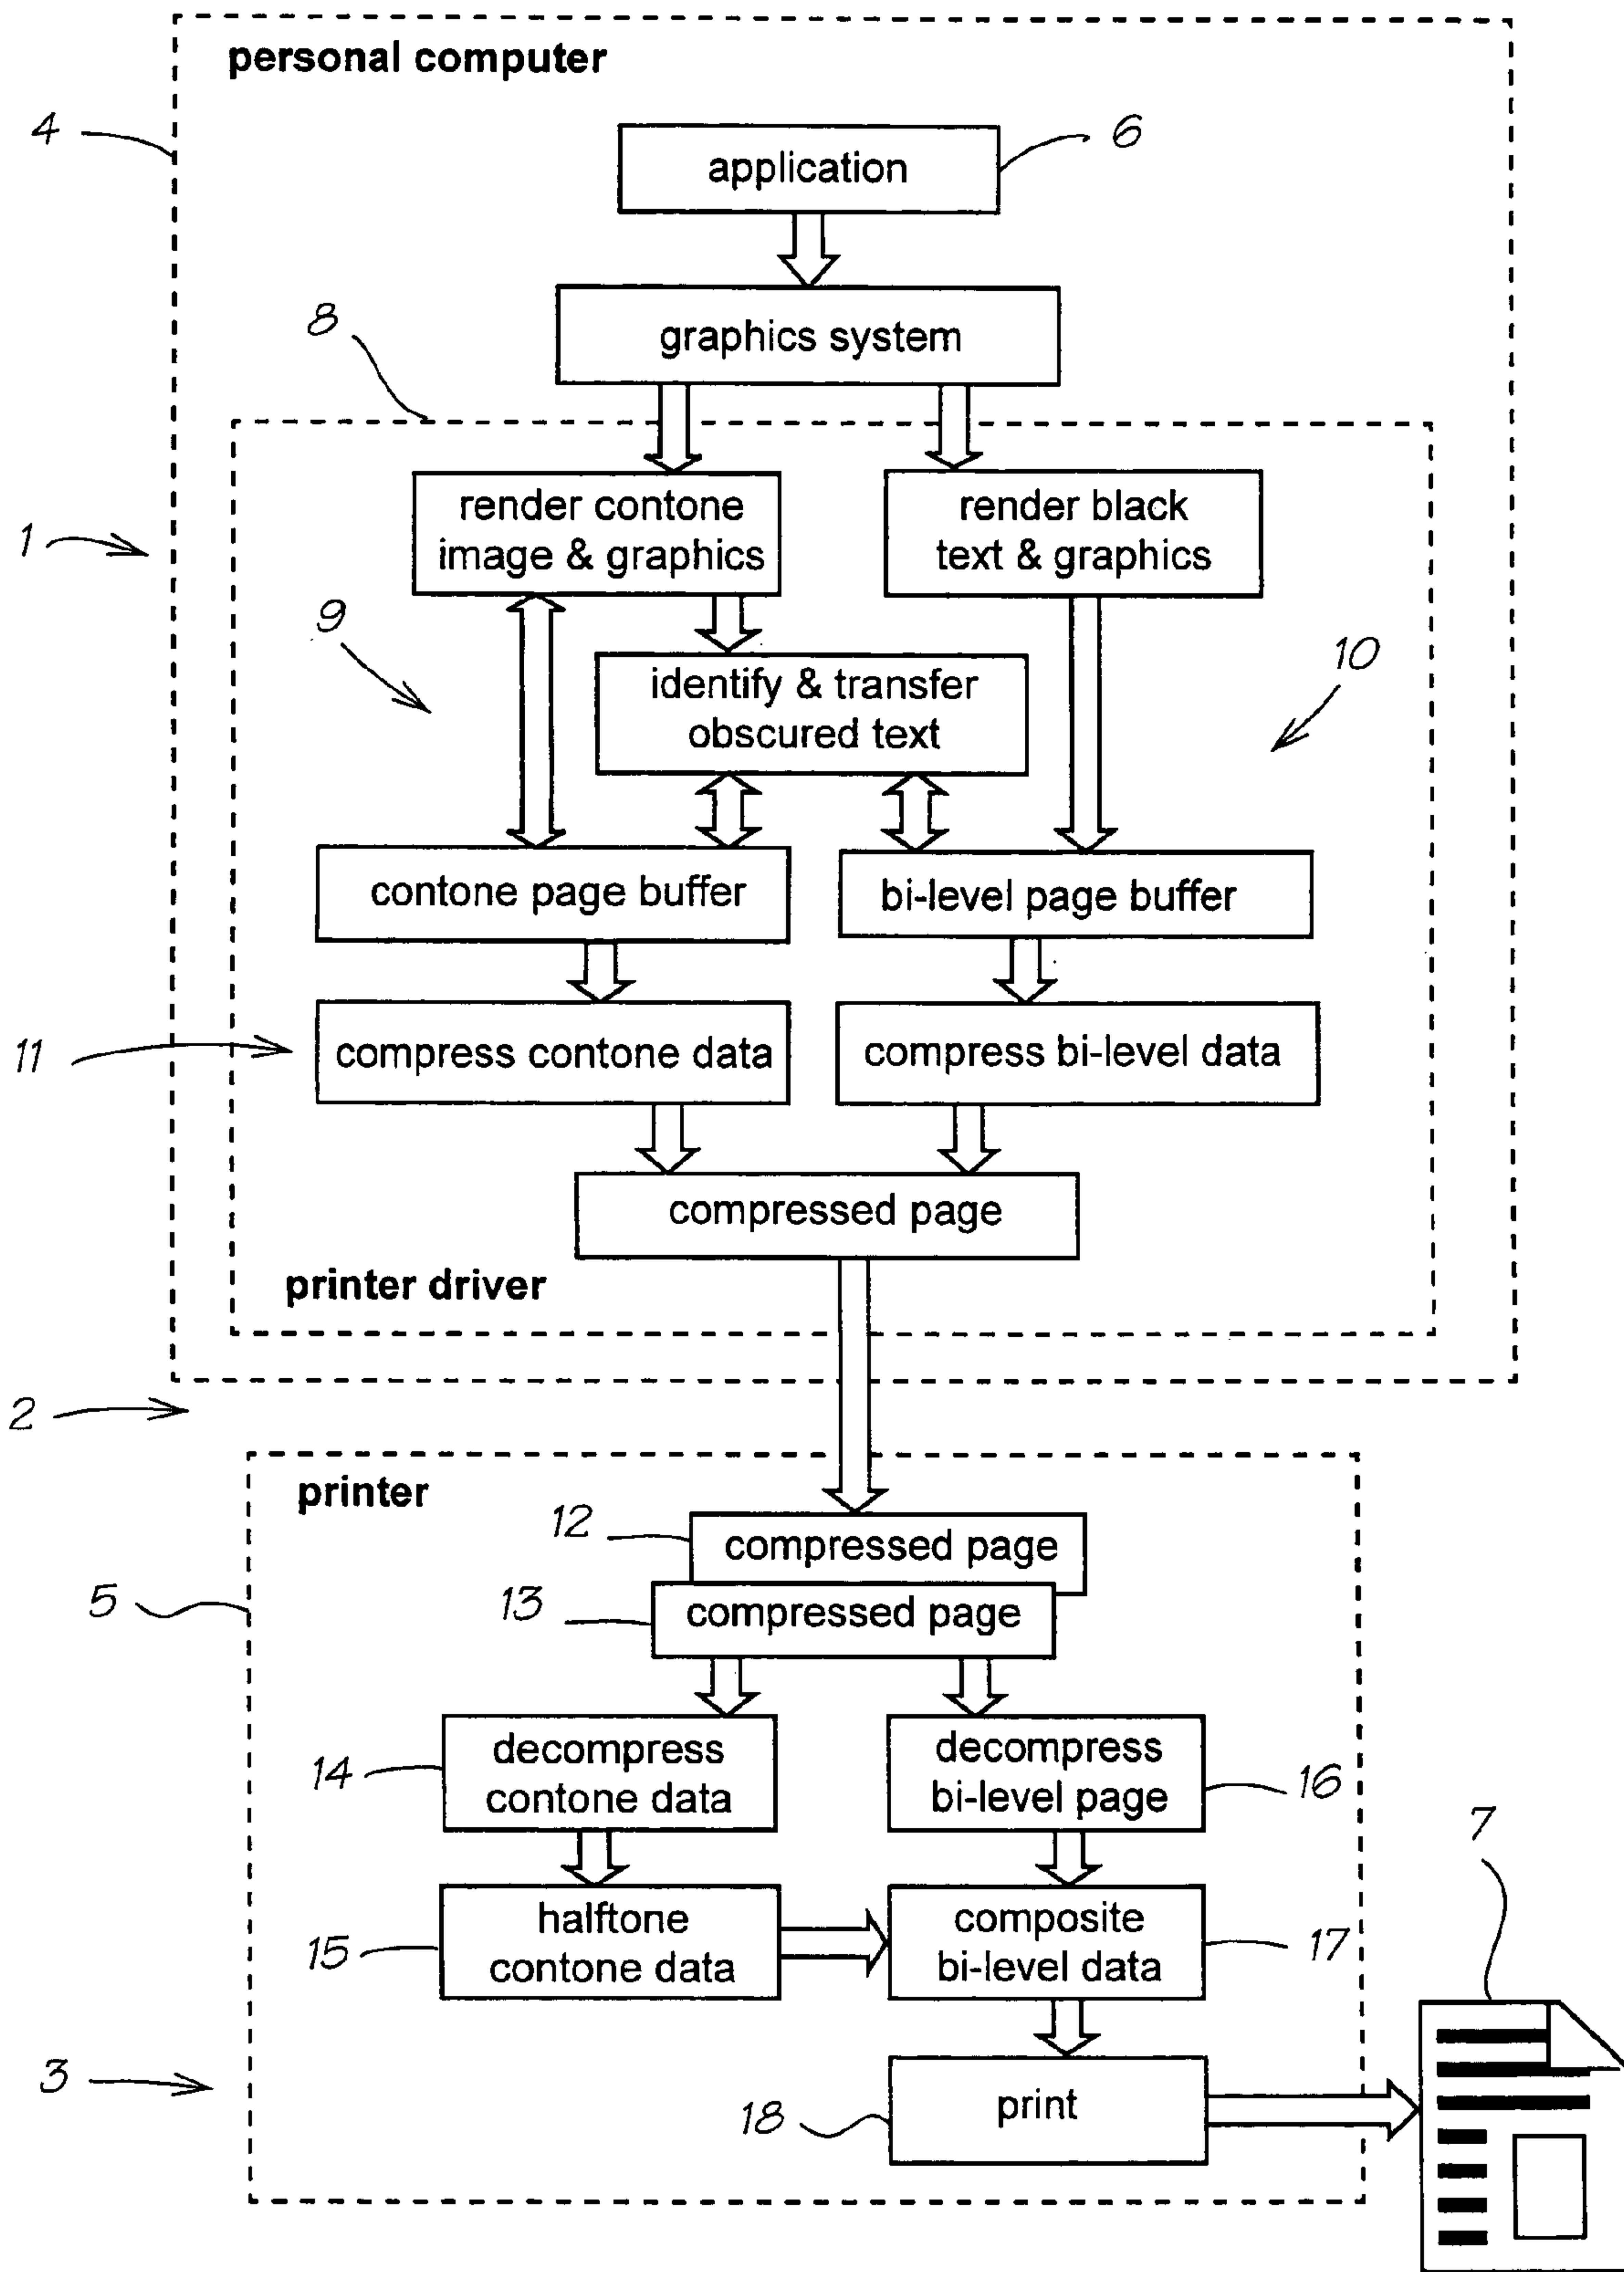 personal computer
4
application
6
graphics system
8
render contone
image & graphics
render black
text & graphics
1
9
identify & transfer
obscured text
10
contone page buffer
bi-level page buffer
11
compress contone data
compress bi-level data
compressed page
printer driver
2
printer
12
compressed page
5
13
compressed page
14
decompress
contone data
decompress
bi-level page
16
7
15
halftone
contone data
composite
bi-level data
17
3
18
print